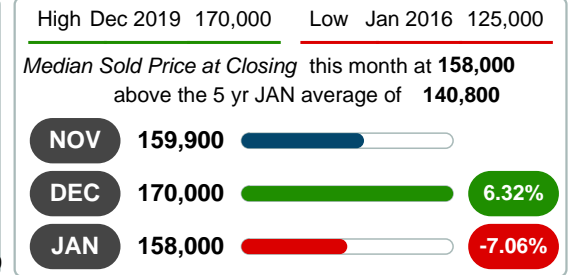 High Dec 2019 170,000 Low Jan 2016 125,000
Median Sold Price at Closing this month at 158,000
above the 5 yr JAN average of 140,800
NOV 159,900
DEC 170,000 6.32%
JAN 158,000 -7.06%